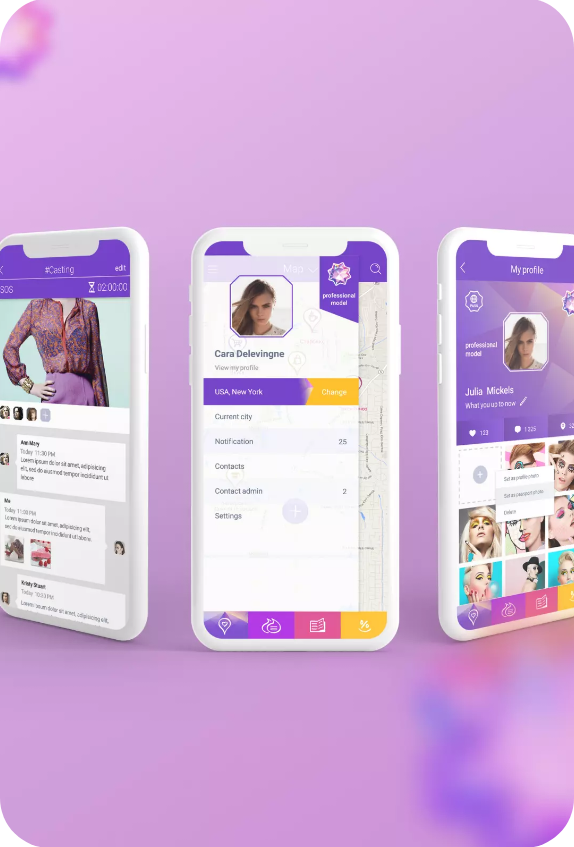 #Casting
edit
SOS
02:00:00
Ann Mary
Today 11:30 PM
Lorem ipsum dolor sit amet, adipisicing
elit, sed do eiusmod tempor incididunt ut
labore
Me
Today 11:00 PM
Lorem ipsum dolor sit amet, adipisicing elit,
sed do eiusmod tempor incididunt ut
labore
Kristy Stuart
Today 10:30 PM
Lorem ipsum dolor sit amet, adipisicing
Map
professional
model
Cara Delevingne
View my profile
USA, New York
Change
Current city
Notification
25
Contacts
Contact admin
2
Settings
My profile
professional
model
Julia Mickels
What you up to now
123
1 225
Set as profile photo
Set as password photo
Delete